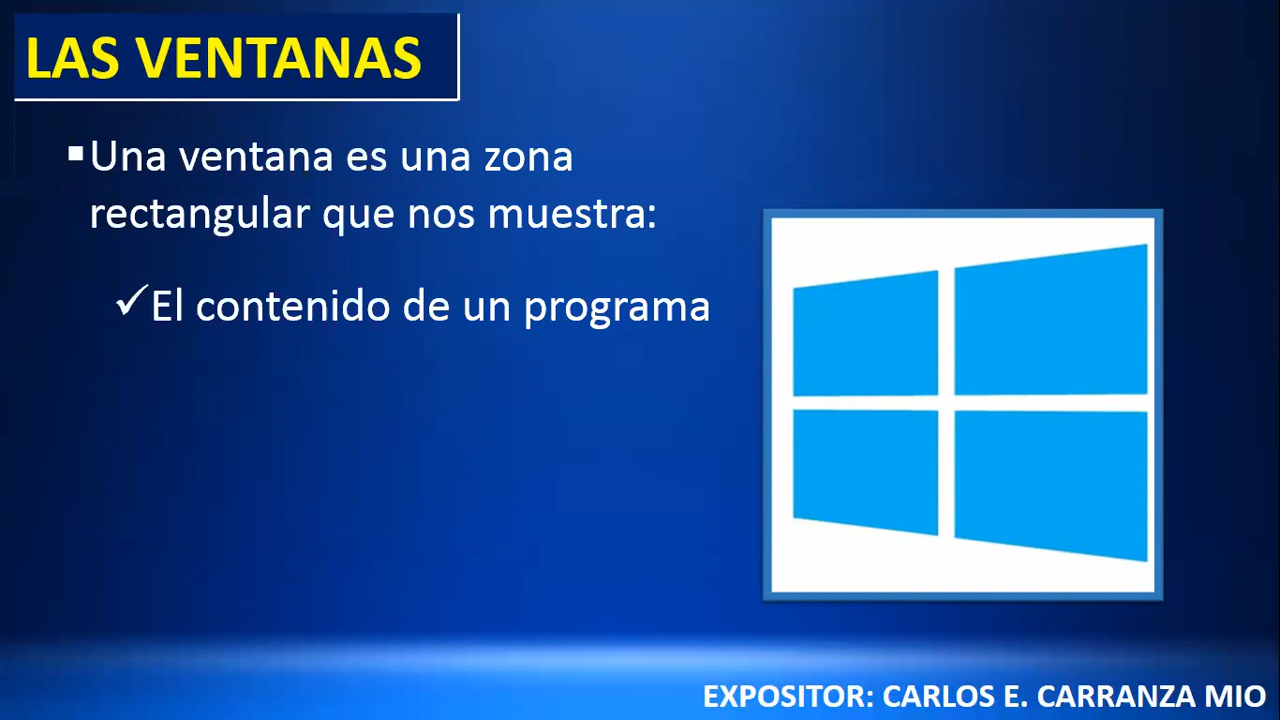 LAS VENTANAS
▪Una ventana es una zona
rectangular que nos muestra:
✓El contenido de un programa
EXPOSITOR: CARLOS E. CARRANZA MIO